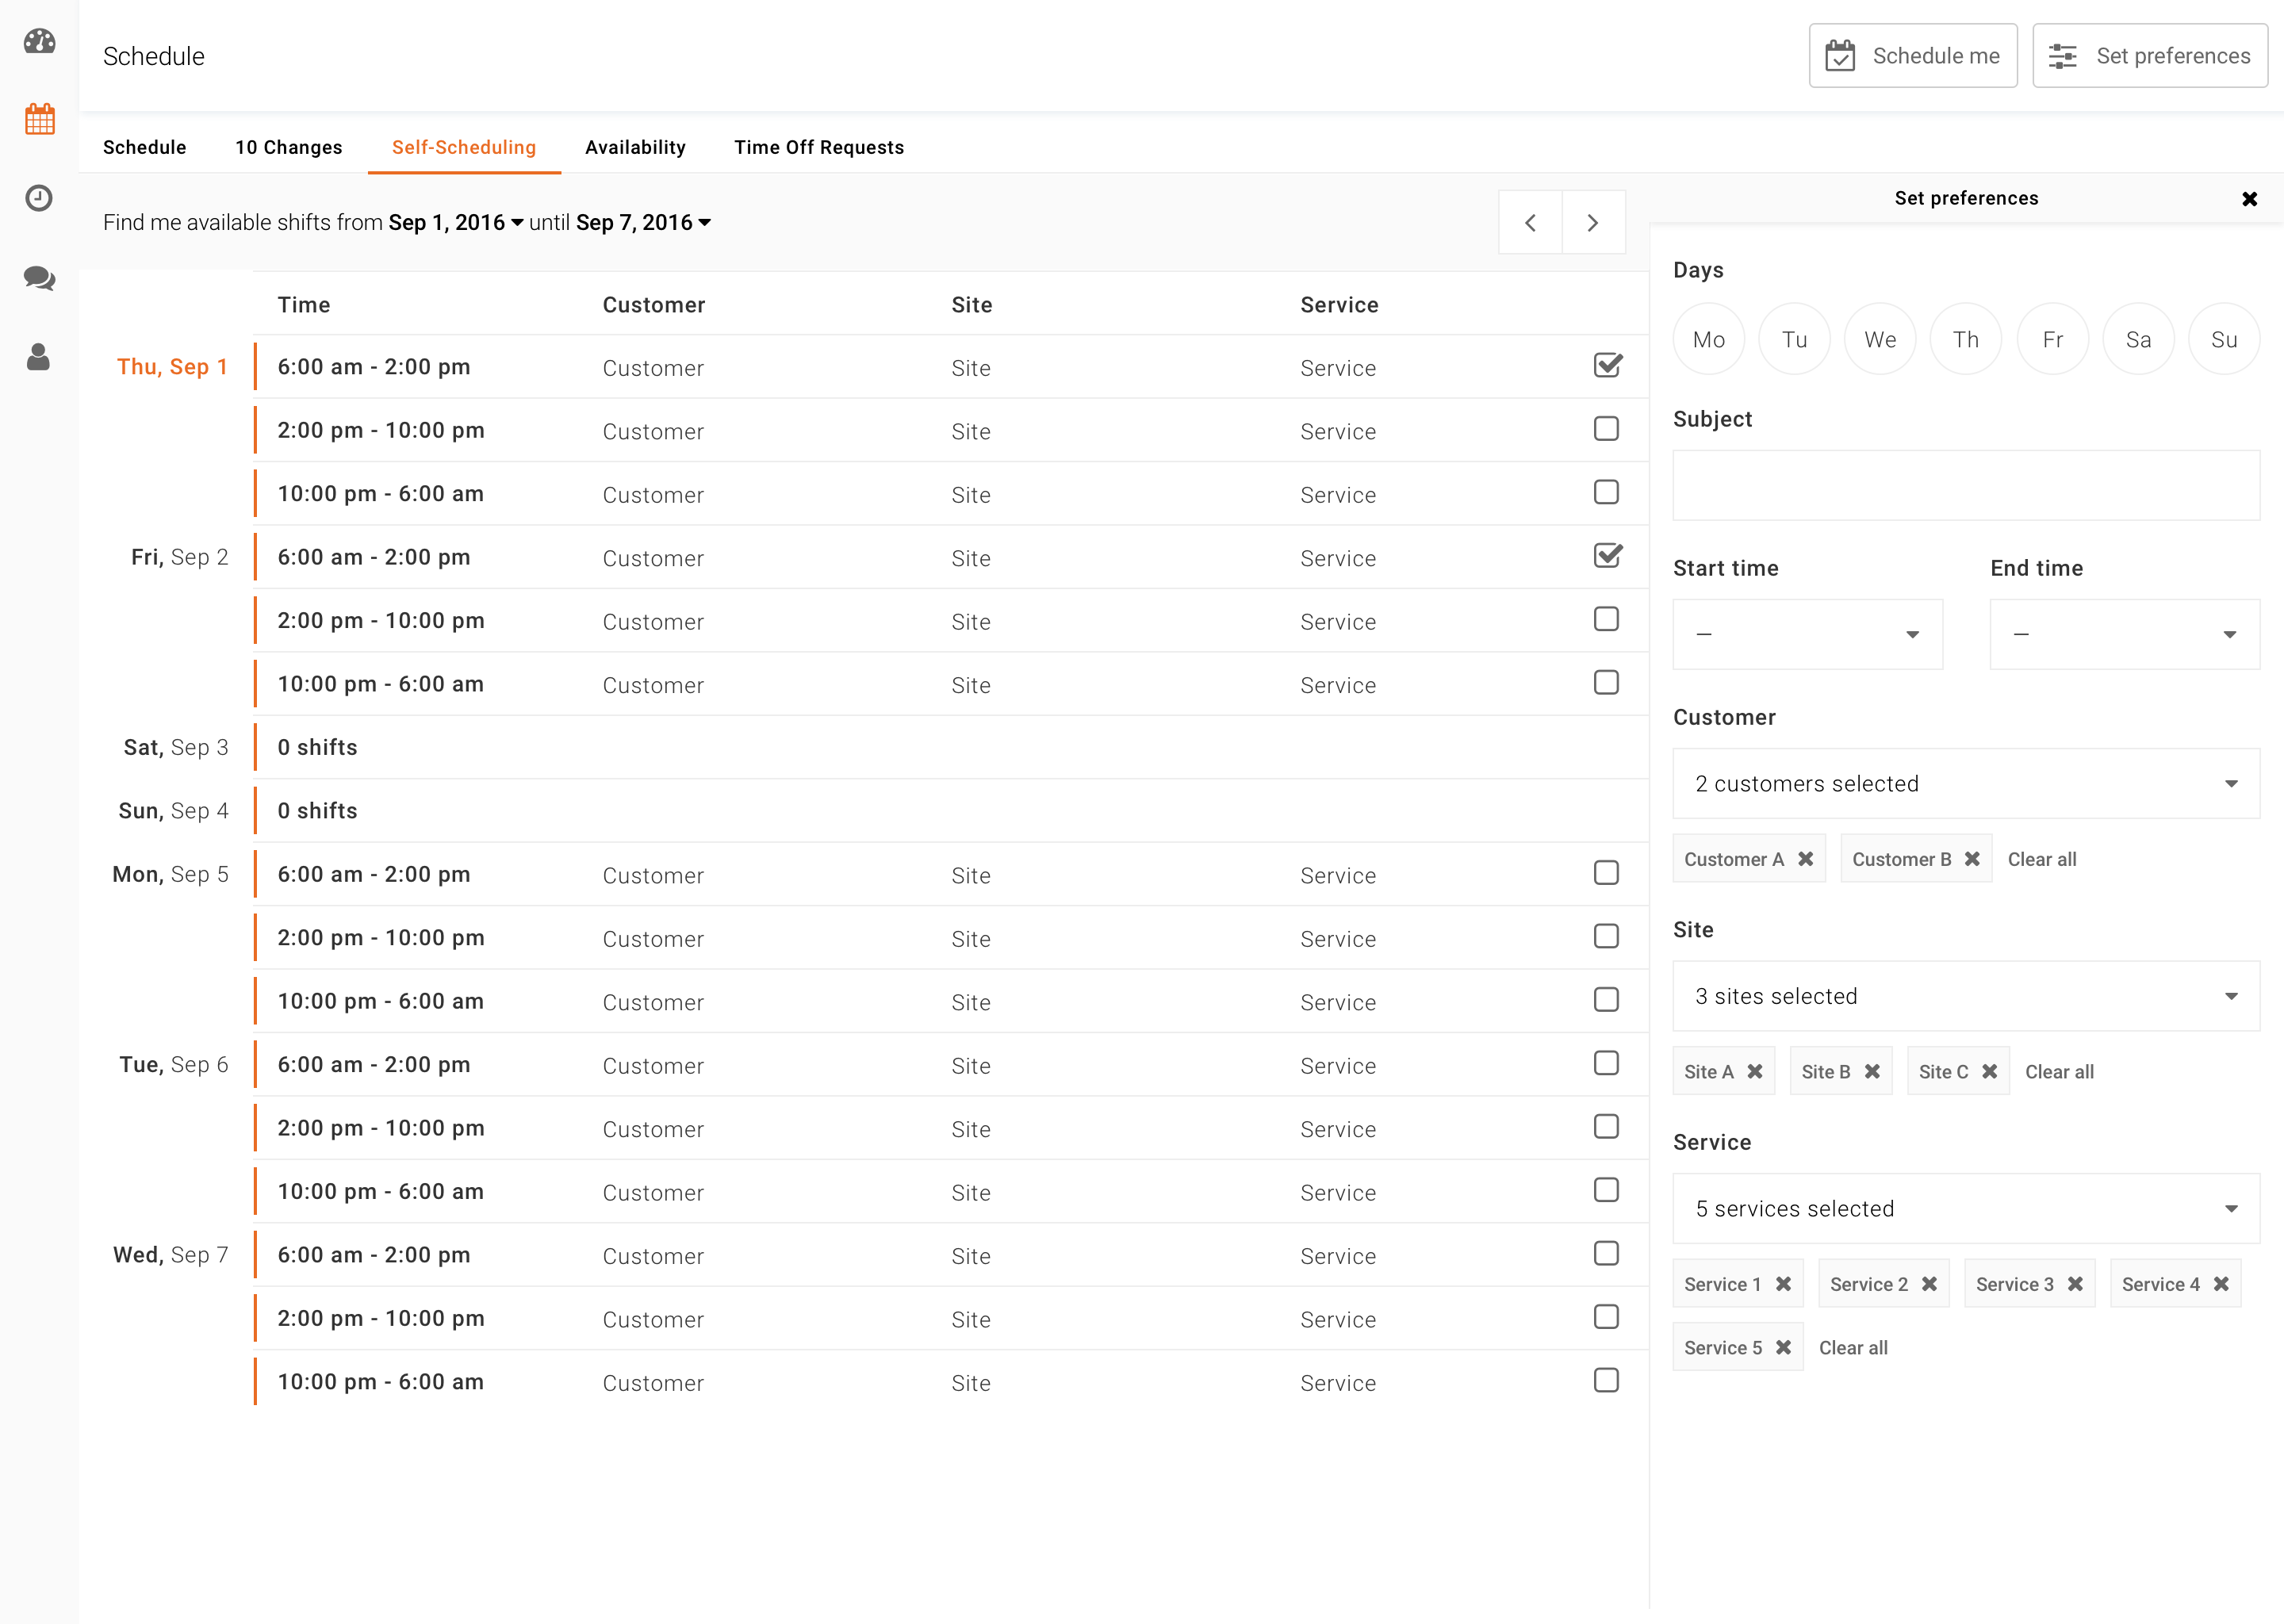 Schedule
Schedule me
Set preferences
Schedule
10 Changes
Self-Scheduling
Availability
Time Off Requests
Find me available shifts from Sep 1, 2016 until Sep 7, 2016
Time Customer Site Service
Thu, Sep 1 6:00 am - 2:00 pm Customer Site Service
2:00 pm - 10:00 pm Customer Site Service
10:00 pm - 6:00 am Customer Site Service
Fri, Sep 2 6:00 am - 2:00 pm Customer Site Service
2:00 pm - 10:00 pm Customer Site Service
10:00 pm - 6:00 am Customer Site Service
Sat, Sep 3 0 shifts
Sun, Sep 4 0 shifts
Mon, Sep 5 6:00 am - 2:00 pm Customer Site Service
2:00 pm - 10:00 pm Customer Site Service
10:00 pm - 6:00 am Customer Site Service
Tue, Sep 6 6:00 am - 2:00 pm Customer Site Service
2:00 pm - 10:00 pm Customer Site Service
10:00 pm - 6:00 am Customer Site Service
Wed, Sep 7 6:00 am - 2:00 pm Customer Site Service
2:00 pm - 10:00 pm Customer Site Service
10:00 pm - 6:00 am Customer Site Service
Set preferences
Days
Mo Tu We Th Fr Sa Su
Subject
Start time End time
– –
Customer
2 customers selected
Customer A Customer B Clear all
Site
3 sites selected
Site A Site B Site C Clear all
Service
5 services selected
Service 1 Service 2 Service 3 Service 4
Service 5 Clear all